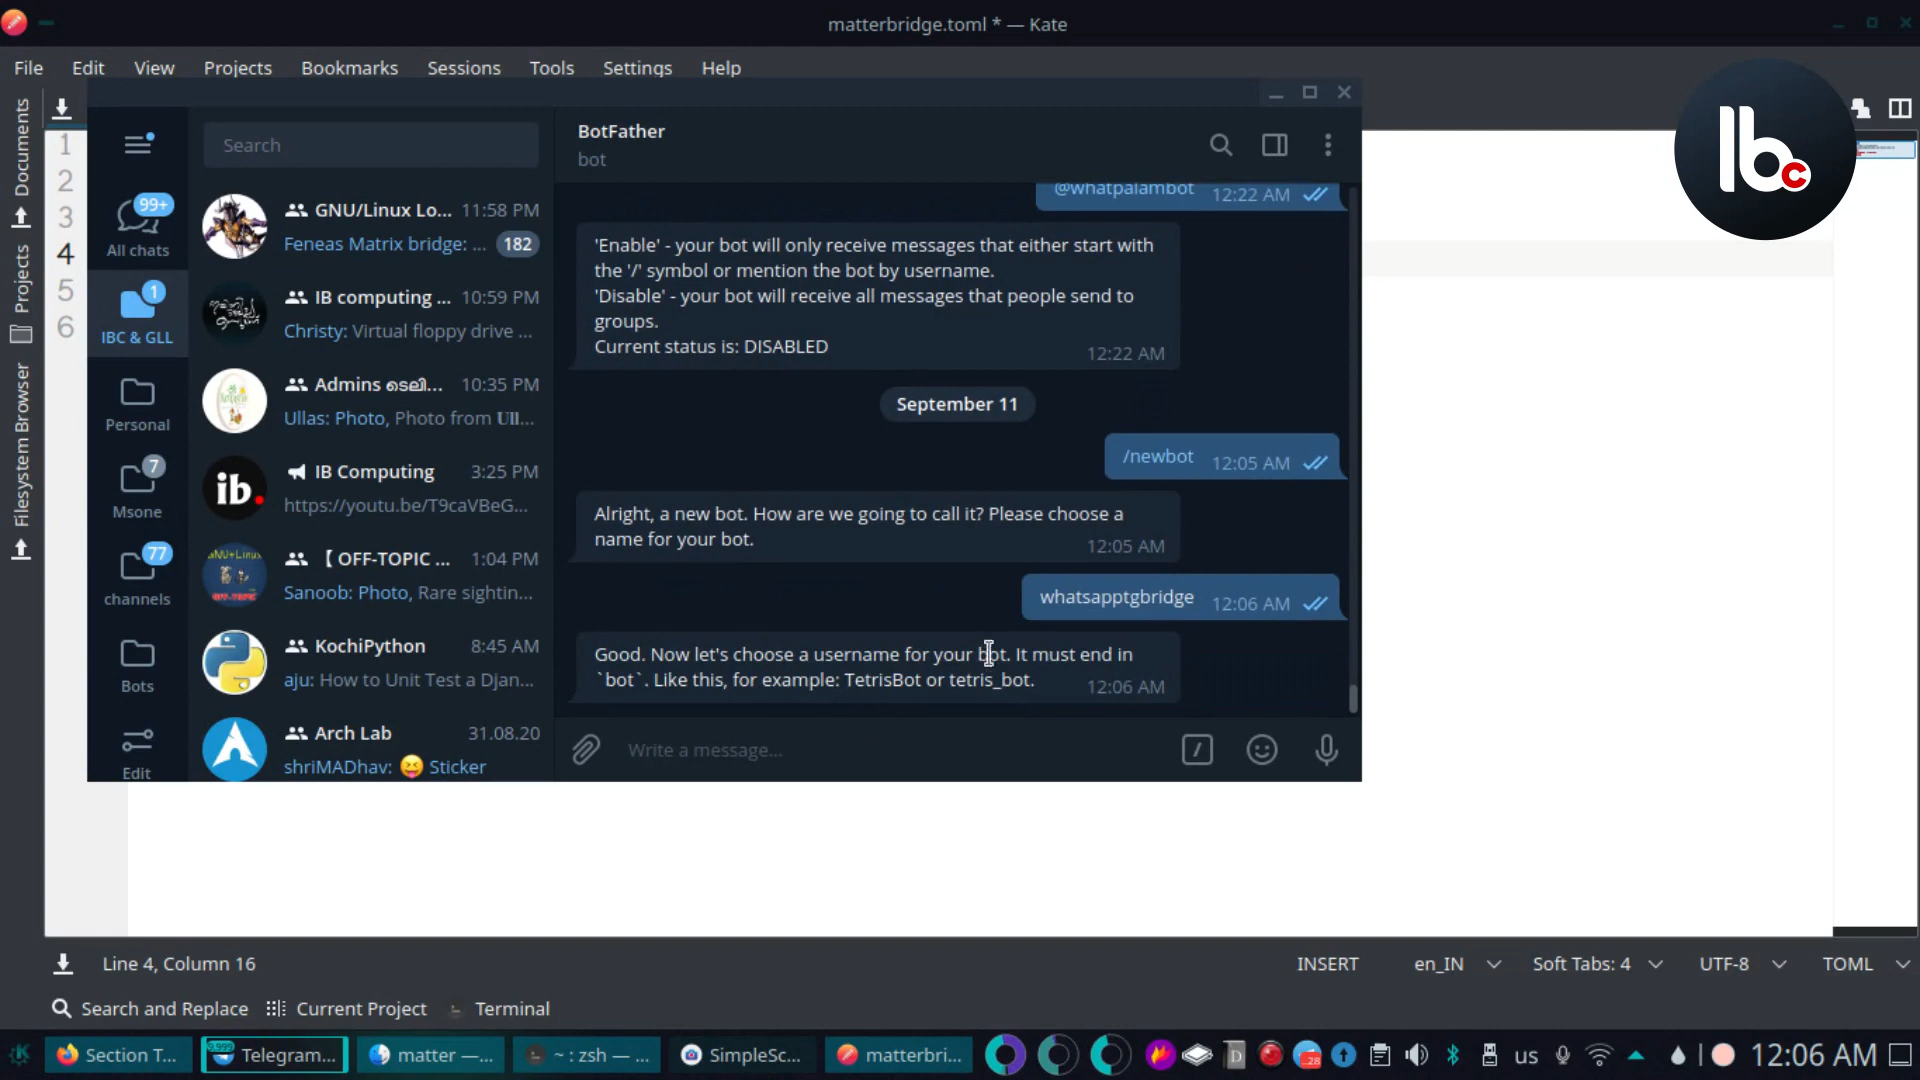 matterbridge.toml * — Kate
File Edit View Projects Bookmarks Sessions Tools Settings Help
Documents
Projects
Filesystem Browser
1
2
3
4
5
6
Search
99+
All chats
1
IBC & GLL
Personal
7
Msone
77
channels
Bots
Edit
GNU/Linux Lo... 11:58 PM
Feneas Matrix bridge: ... 182
IB computing ... 10:59 PM
Christy: Virtual floppy drive ...
Admins ടെലി... 10:35 PM
Ullas: Photo, Photo from Ull...
ib.
IB Computing 3:25 PM
https://youtu.be/T9caVBeG...
【 OFF-TOPIC ... 1:04 PM
Sanoob: Photo, Rare sightin...
KochiPython 8:45 AM
aju: How to Unit Test a Djan...
Arch Lab 31.08.20
shriMADhav: 😝 Sticker
BotFather
bot
@whatpalambot 12:22 AM
'Enable' - your bot will only receive messages that either start with
the '/' symbol or mention the bot by username.
'Disable' - your bot will receive all messages that people send to
groups.
Current status is: DISABLED 12:22 AM
September 11
/newbot 12:05 AM
Alright, a new bot. How are we going to call it? Please choose a
name for your bot. 12:05 AM
whatsapptgbridge 12:06 AM
Good. Now let's choose a username for your bot. It must end in
`bot`. Like this, for example: TetrisBot or tetris_bot. 12:06 AM
Write a message...
Ibc
Line 4, Column 16
INSERT en_IN Soft Tabs: 4 UTF-8 TOML
Search and Replace Current Project Terminal
Section T... Telegram... matter —... ~ : zsh — ... SimpleSc... matterbri... us 12:06 AM